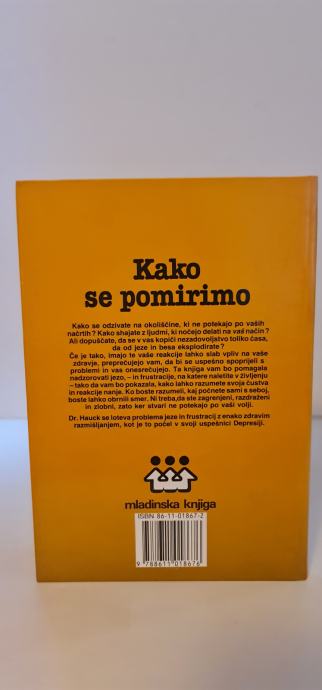 Kako
se pomirimo
Kako se odzivate na okoliščine, ki ne potekajo po vaših
načrtih? Kako shajate z ljudmi, ki nočejo delati na vaš način?
Ali dopuščate, da se v vas kopiči nezadovoljstvo toliko časa,
da od jeze in besa eksplodirate?
Če je tako, imajo te vaše reakcije lahko slab vpliv na vaše
zdravje, preprečujejo vam, da bi se uspešno spoprijeli s
problemi in vas onesrečujejo. Ta knjiga vam bo pomagala
nadzorovati jezo, – in frustracije, na katere naletite v življenju
– tako da vam bo pokazala, kako lahko razumete svoja čustva
in reakcije nanje. Ko boste razumeli, kaj počnete sami s seboj,
boste lahko obrnili smer. Ni treba, da ste zagrenjeni, razdraženi
in zlobni, zato ker stvari ne potekajo po vaši volji.
Dr. Hauck se loteva problema jeze in frustracij z enako zdravim
razmišljanjem, kot je to počel v svoji uspešnici Depresiji.
mladinska knjiga
ISBN 86-11-01867-2
9 788611 018676